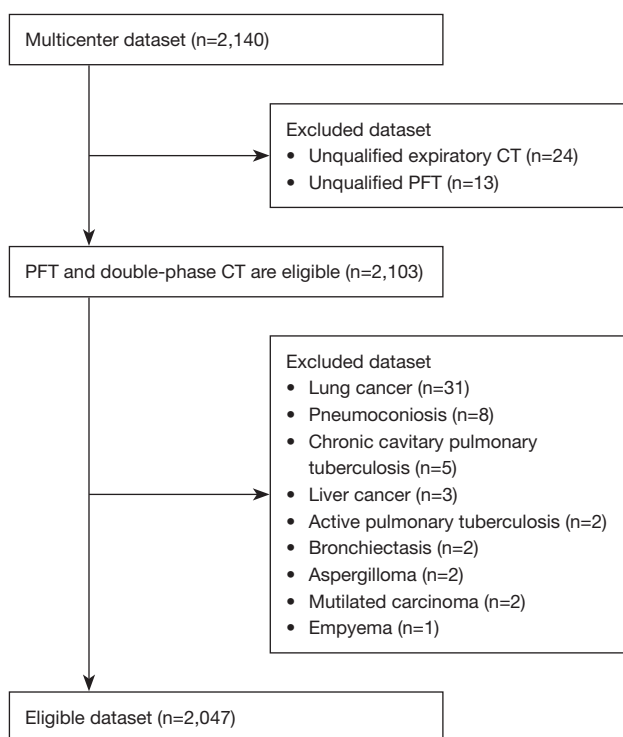 Multicenter dataset (n=2,140)
Excluded dataset
• Unqualified expiratory CT (n=24)
• Unqualified PFT (n=13)
PFT and double-phase CT are eligible (n=2,103)
Excluded dataset
• Lung cancer (n=31)
• Pneumoconiosis (n=8)
• Chronic cavitary pulmonary
tuberculosis (n=5)
• Liver cancer (n=3)
• Active pulmonary tuberculosis (n=2)
• Bronchiectasis (n=2)
• Aspergilloma (n=2)
• Mutilated carcinoma (n=2)
• Empyema (n=1)
Eligible dataset (n=2,047)